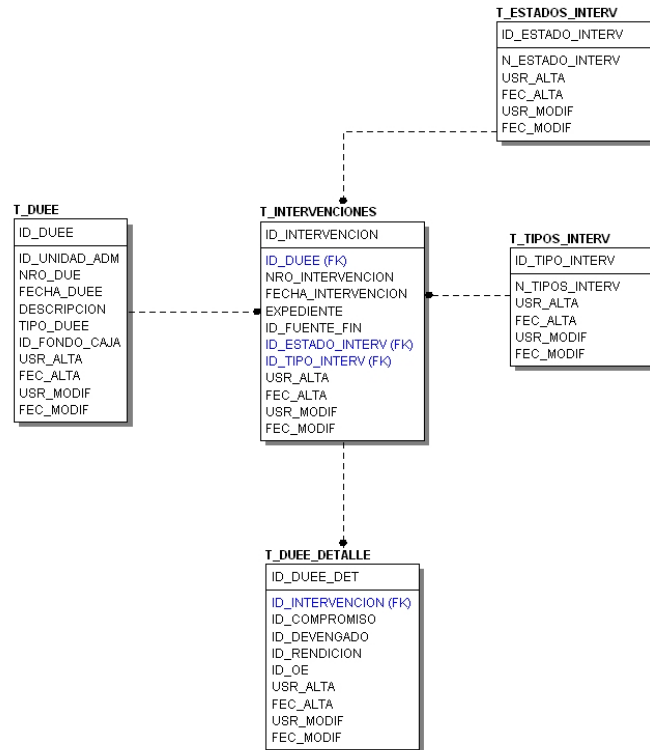 T_ESTADOS_INTERV
ID_ESTADO_INTERV
N_ESTADO_INTERV
USR_ALTA
FEC_ALTA
USR_MODIF
FEC_MODIF
T_DUEE
ID_DUEE
ID_UNIDAD_ADM
NRO_DUE
FECHA_DUEE
DESCRIPCION
TIPO_DUEE
ID_FONDO_CAJA
USR_ALTA
FEC_ALTA
USR_MODIF
FEC_MODIF
T_INTERVENCIONES
ID_INTERVENCION
ID_DUEE (FK)
NRO_INTERVENCION
FECHA_INTERVENCION
EXPEDIENTE
ID_FUENTE_FIN
ID_ESTADO_INTERV (FK)
ID_TIPO_INTERV (FK)
USR_ALTA
FEC_ALTA
USR_MODIF
FEC_MODIF
T_TIPOS_INTERV
ID_TIPO_INTERV
N_TIPOS_INTERV
USR_ALTA
FEC_ALTA
USR_MODIF
FEC_MODIF
T_DUEE_DETALLE
ID_DUEE_DET
ID_INTERVENCION (FK)
ID_COMPROMISO
ID_DEVENGADO
ID_RENDICION
ID_OE
USR_ALTA
FEC_ALTA
USR_MODIF
FEC_MODIF